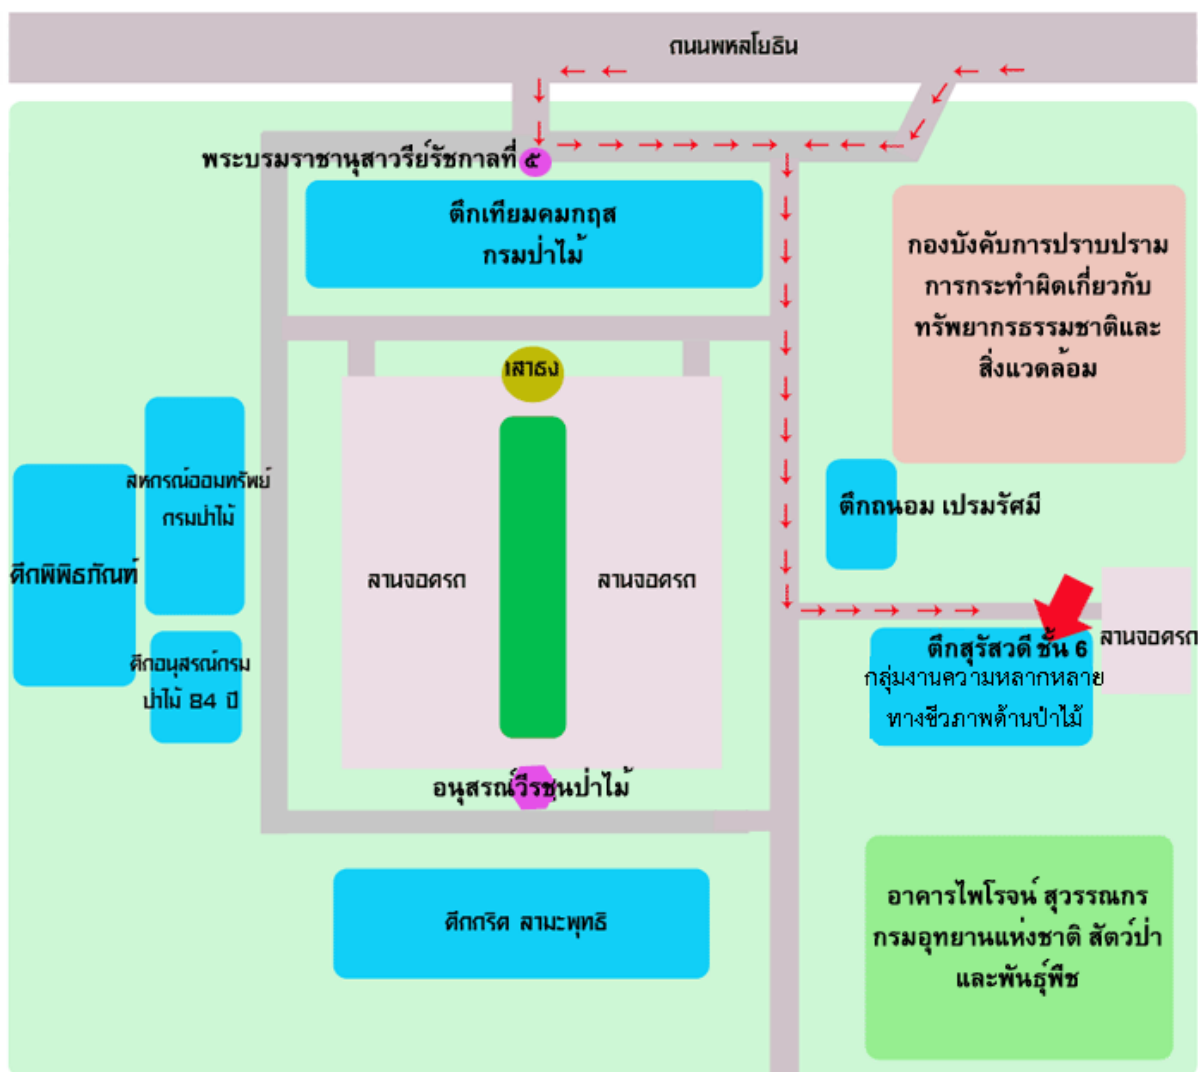 ถนนพหลโยธิน
พระบรมราชานุสาวรีย์รัชกาลที่ ๕
ตึกเทียมคมกฤส
กรมป่าไม้
กองบังคับการปราบปราม
การกระทำผิดเกี่ยวกับ
ทรัพยากรธรรมชาติและ
สิ่งแวดล้อม
เสาธง
สหกรณ์ออมทรัพย์
กรมป่าไม้
ตึกถนอม เปรมรัศมี
ตึกพิพิธภัณฑ์
ลานจอดรถ
ลานจอดรถ
ลานจอดรถ
ตึกสุรัสวดี ชั้น 6
กลุ่มงานความหลากหลาย
ทางชีวภาพด้านป่าไม้
ตึกอนุสรณ์กรม
ป่าไม้ 84 ปี
อนุสรณ์วีรชนป่าไม้
ตึกกริต สามะพุทธิ
อาคารไพโรจน์ สุวรรณกร
กรมอุทยานแห่งชาติ สัตว์ป่า
และพันธุ์พืช